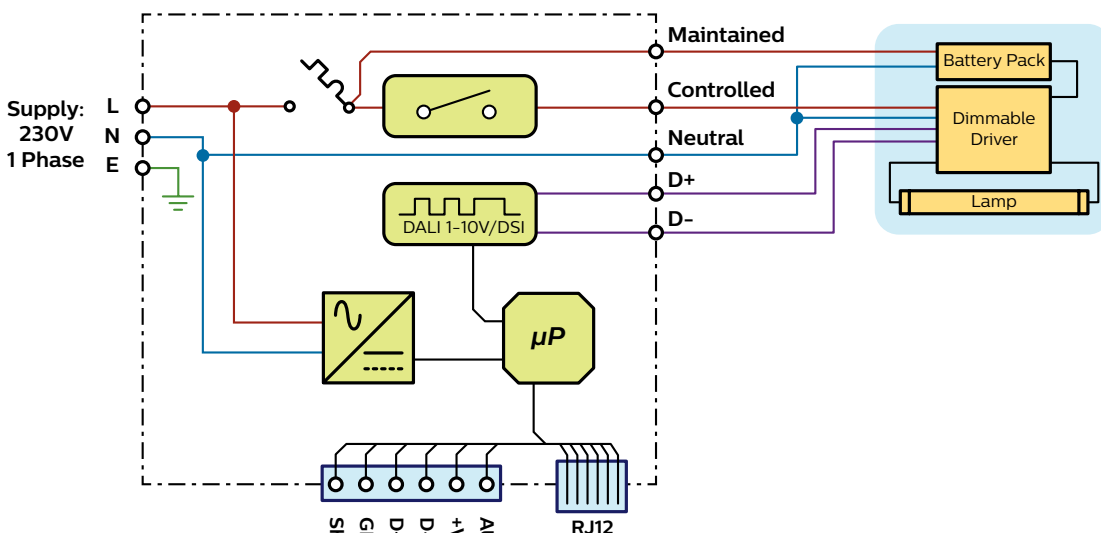 Maintained
Supply:
230V
1 Phase
L
N
E
Controlled
Neutral
D+
D-
Battery Pack
Dimmable
Driver
Lamp
DALI 1-10V/DSI
µP
RJ12